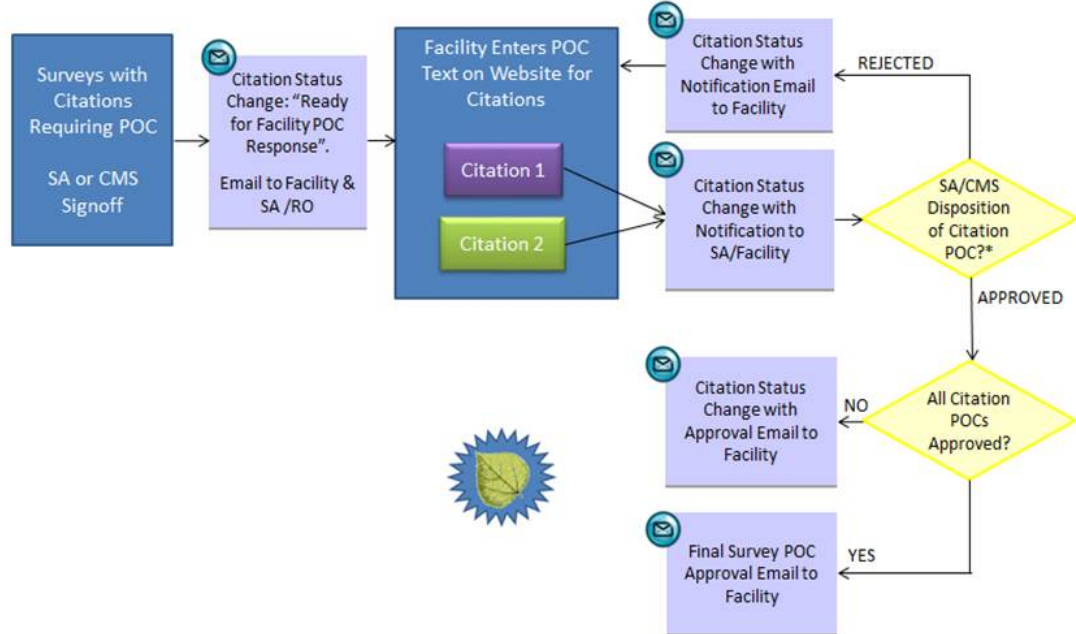 Surveys with
Citations
Requiring POC
SA or CMS
Signoff
Citation Status
Change: “Ready
for Facility POC
Response”.
Email to Facility &
SA /RO
Facility Enters POC
Text on Website for
Citations
Citation 1
Citation 2
Citation Status
Change with
Notification Email
to Facility
REJECTED
Citation Status
Change with
Notification to
SA/Facility
SA/CMS
Disposition
of Citation
POC?*
APPROVED
Citation Status
Change with
Approval Email to
Facility
NO
All Citation
POCs
Approved?
Final Survey POC
Approval Email to
Facility
YES